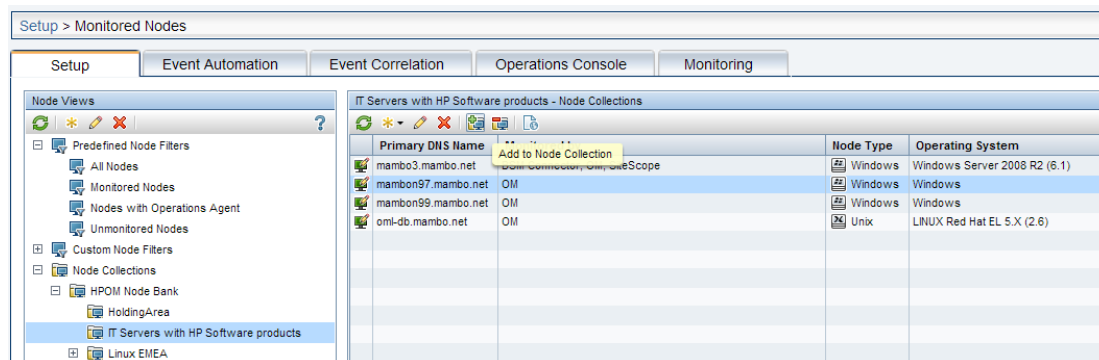 Setup > Monitored Nodes
Setup
Event Automation
Event Correlation
Operations Console
Monitoring
Node Views
?
Predefined Node Filters
All Nodes
Monitored Nodes
Nodes with Operations Agent
Unmonitored Nodes
Custom Node Filters
Node Collections
HPOM Node Bank
HoldingArea
IT Servers with HP Software products
Linux EMEA
IT Servers with HP Software products - Node Collections
Primary DNS Name Node Type Operating System
Add to Node Collection
mambo3.mambo.net BSM Connector, OM, SiteScope Windows Windows Server 2008 R2 (6.1)
mambon97.mambo.net OM Windows Windows
mambon99.mambo.net OM Windows Windows
oml-db.mambo.net OM Unix LINUX Red Hat EL 5.X (2.6)